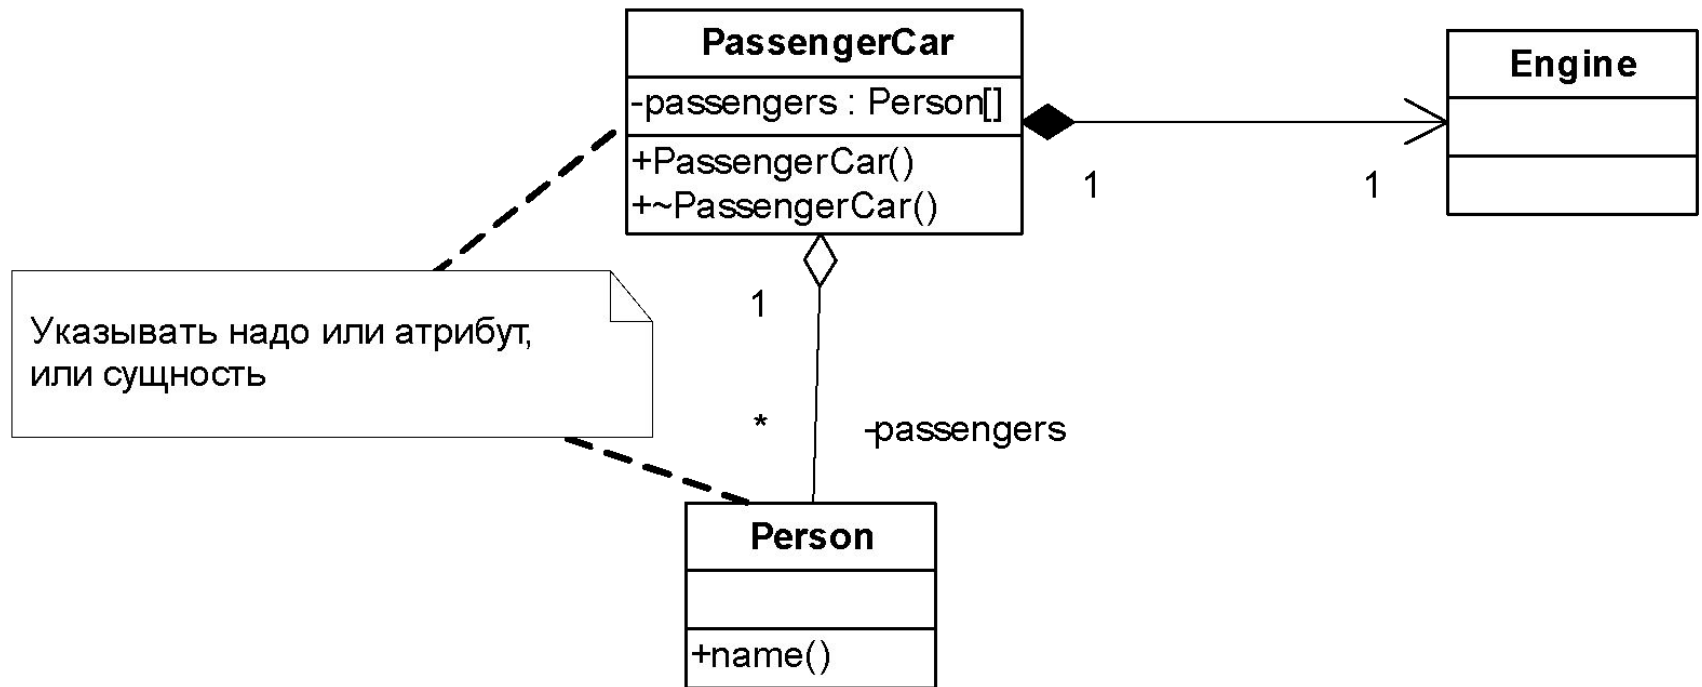 PassengerCar
-passengers : Person[]
+PassengerCar()
+~PassengerCar()
Engine
1
1
1
Указывать надо или атрибут,
или сущность
*
-passengers
Person
+name()